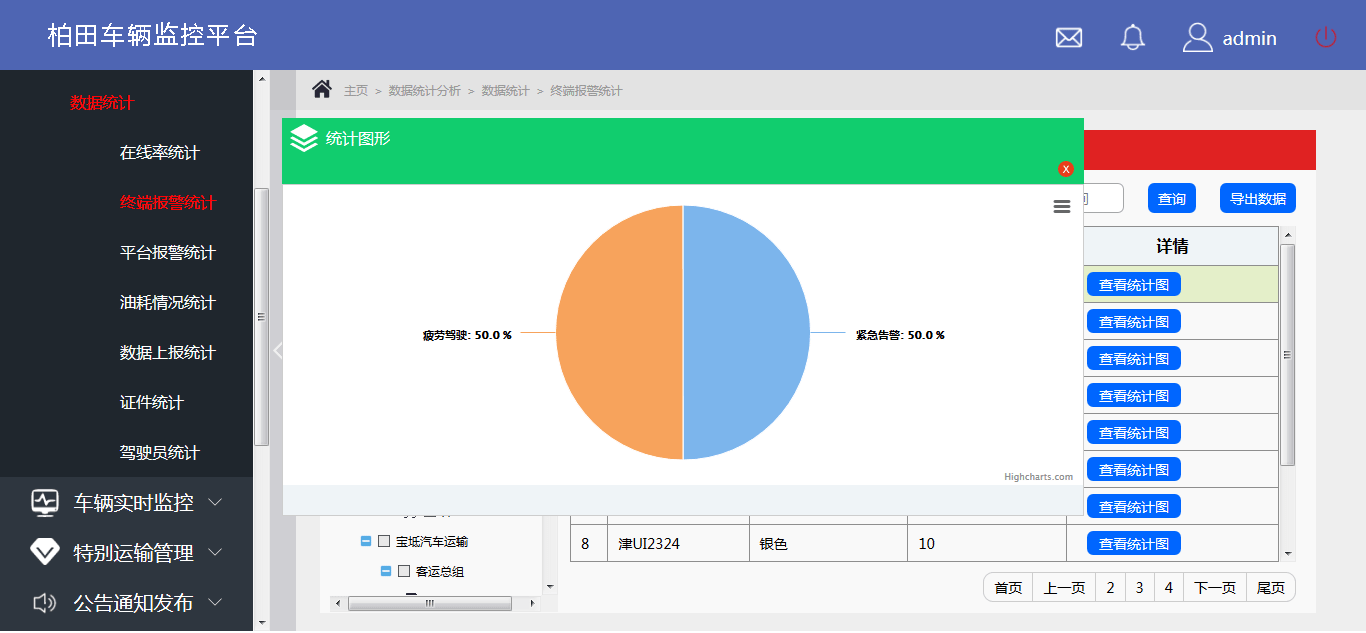 柏田车辆监控平台
admin
数据统计
在线率统计
终端报警统计
平台报警统计
油耗情况统计
数据上报统计
证件统计
驾驶员统计
车辆实时监控
特别运输管理
公告通知发布
主页 > 数据统计分析 > 数据统计 > 终端报警统计
统计图形
X
疲劳驾驶: 50.0 %
紧急告警: 50.0 %
Highcharts.com
查询
导出数据
详情
查看统计图
查看统计图
查看统计图
查看统计图
查看统计图
查看统计图
查看统计图
8 津UI2324 银色 10 查看统计图
宝坻汽车运输
客运总组
首页 上一页 2 3 4 下一页 尾页